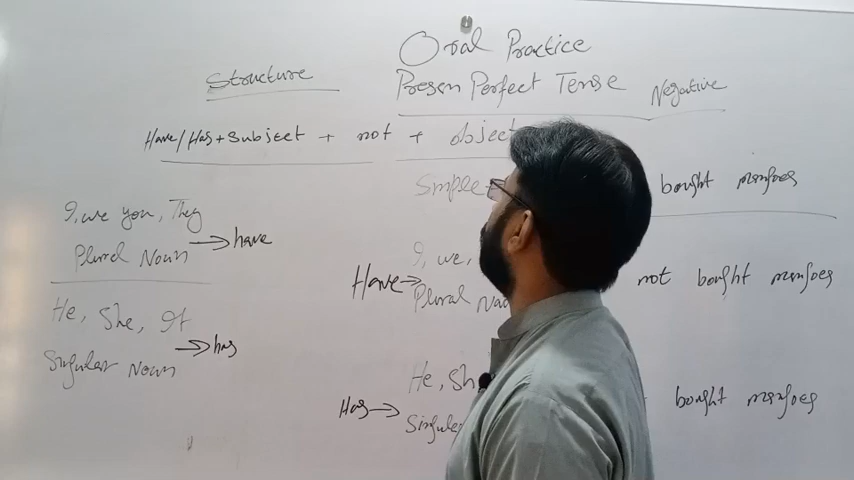 Oral Practice
Structure
Presen Perfect Tense
Negative
Have/Has+Subject + not + object
Simple
bought mangoes
I, we you, They
Plural Noun
have
I, we,
Have
Plural
not bought mangoes
He, She, It
Singular Noun
has
He, Sh
Has
Singular
bought mangoes